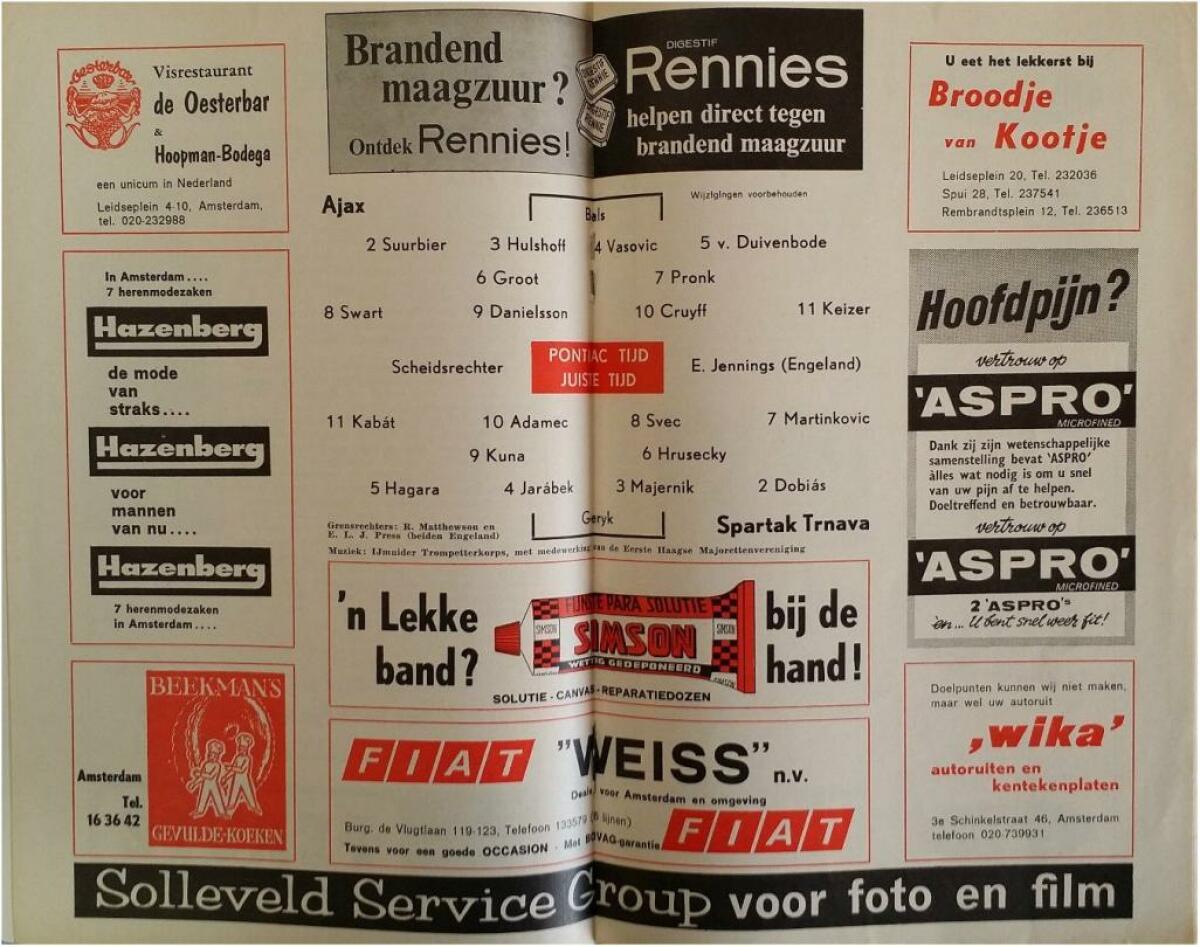 Oesterbar
Visrestaurant
de Oesterbar
&
Hoopman-Bodega
een unicum in Nederland
Leidseplein 4-10, Amsterdam,
tel. 020-232988
In Amsterdam....
7 herenmodezaken
Hazenberg
de mode
van
straks....
Hazenberg
voor
mannen
van nu....
Hazenberg
7 herenmodezaken
in Amsterdam....
BEEKMAN'S
Amsterdam
Tel.
16 36 42
GEVULDE-KOEKEN
Brandend
maagzuur?
Ontdek Rennies!
DIGESTIF
RENNIE
DIGESTIF
RENNIE
DIGESTIF
Rennies
helpen direct tegen
brandend maagzuur
Wijzigingen voorbehouden
Ajax
Bals
2 Suurbier 3 Hulshoff 4 Vasovic 5 v. Duivenbode
6 Groot 7 Pronk
8 Swart 9 Danielsson 10 Cruyff 11 Keizer
Scheidsrechter PONTIAC TIJD E. Jennings (Engeland)
JUISTE TIJD
11 Kabát 10 Adamec 8 Svec 7 Martinkovic
9 Kuna 6 Hrusecky
5 Hagara 4 Jarábek 3 Majernik 2 Dobiás
Geryk
Spartak Trnava
Grensrechters: R. Matthewson en
E. L. J. Press (beiden Engeland)
Muziek: IJmuider Trompetterkorps, met medewerking van de Eerste Haagse Majorettenvereniging
'n Lekke
band?
FIJNSTE PARA SOLUTIE
SIMSON
SIMSON
SIMSON
WETTIG GEDEPONEERD
SIMSON
bij de
hand!
SOLUTIE - CANVAS - REPARATIEDOZEN
FIAT "WEISS" n.v.
Dealer voor Amsterdam en omgeving
Burg. de Vlugtlaan 119-123, Telefoon 133579 (6 lijnen)
Tevens voor een goede OCCASION - Met BOVAG-garantie
FIAT
U eet het lekkerst bij
Broodje
van Kootje
Leidseplein 20, Tel. 232036
Spui 28, Tel. 237541
Rembrandtsplein 12, Tel. 236513
Hoofdpijn?
vertrouw op
'ASPRO'
MICROFINED
Dank zij zijn wetenschappelijke
samenstelling bevat 'ASPRO'
àlles wat nodig is om u snel
van uw pijn af te helpen.
Doeltreffend en betrouwbaar.
vertrouw op
'ASPRO'
MICROFINED
2 'ASPRO's
en... U bent snel weer fit!
Doelpunten kunnen wij niet maken,
maar wel uw autoruit
'wika'
autoruiten en
kentekenplaten
3e Schinkelstraat 46, Amsterdam
telefoon 020-739931
Solleveld Service Group voor foto en film